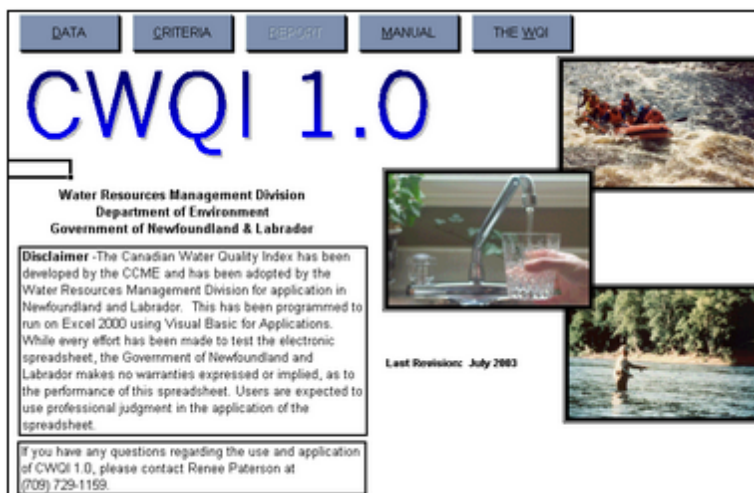 DATA CRITERIA REPORT MANUAL THE WQI
CWQI 1.0
Water Resources Management Division
Department of Environment
Government of Newfoundland & Labrador
Disclaimer -The Canadian Water Quality Index has been
developed by the CCME and has been adopted by the
Water Resources Management Division for application in
Newfoundland and Labrador. This has been programmed to
run on Excel 2000 using Visual Basic for Applications.
While every effort has been made to test the electronic
spreadsheet, the Government of Newfoundland and
Labrador makes no warranties expressed or implied, as to
the performance of this spreadsheet. Users are expected to
use professional judgment in the application of the
spreadsheet.
Last Revision: July 2003
If you have any questions regarding the use and application
of CWQI 1.0, please contact Renee Paterson at
(709) 729-1159.